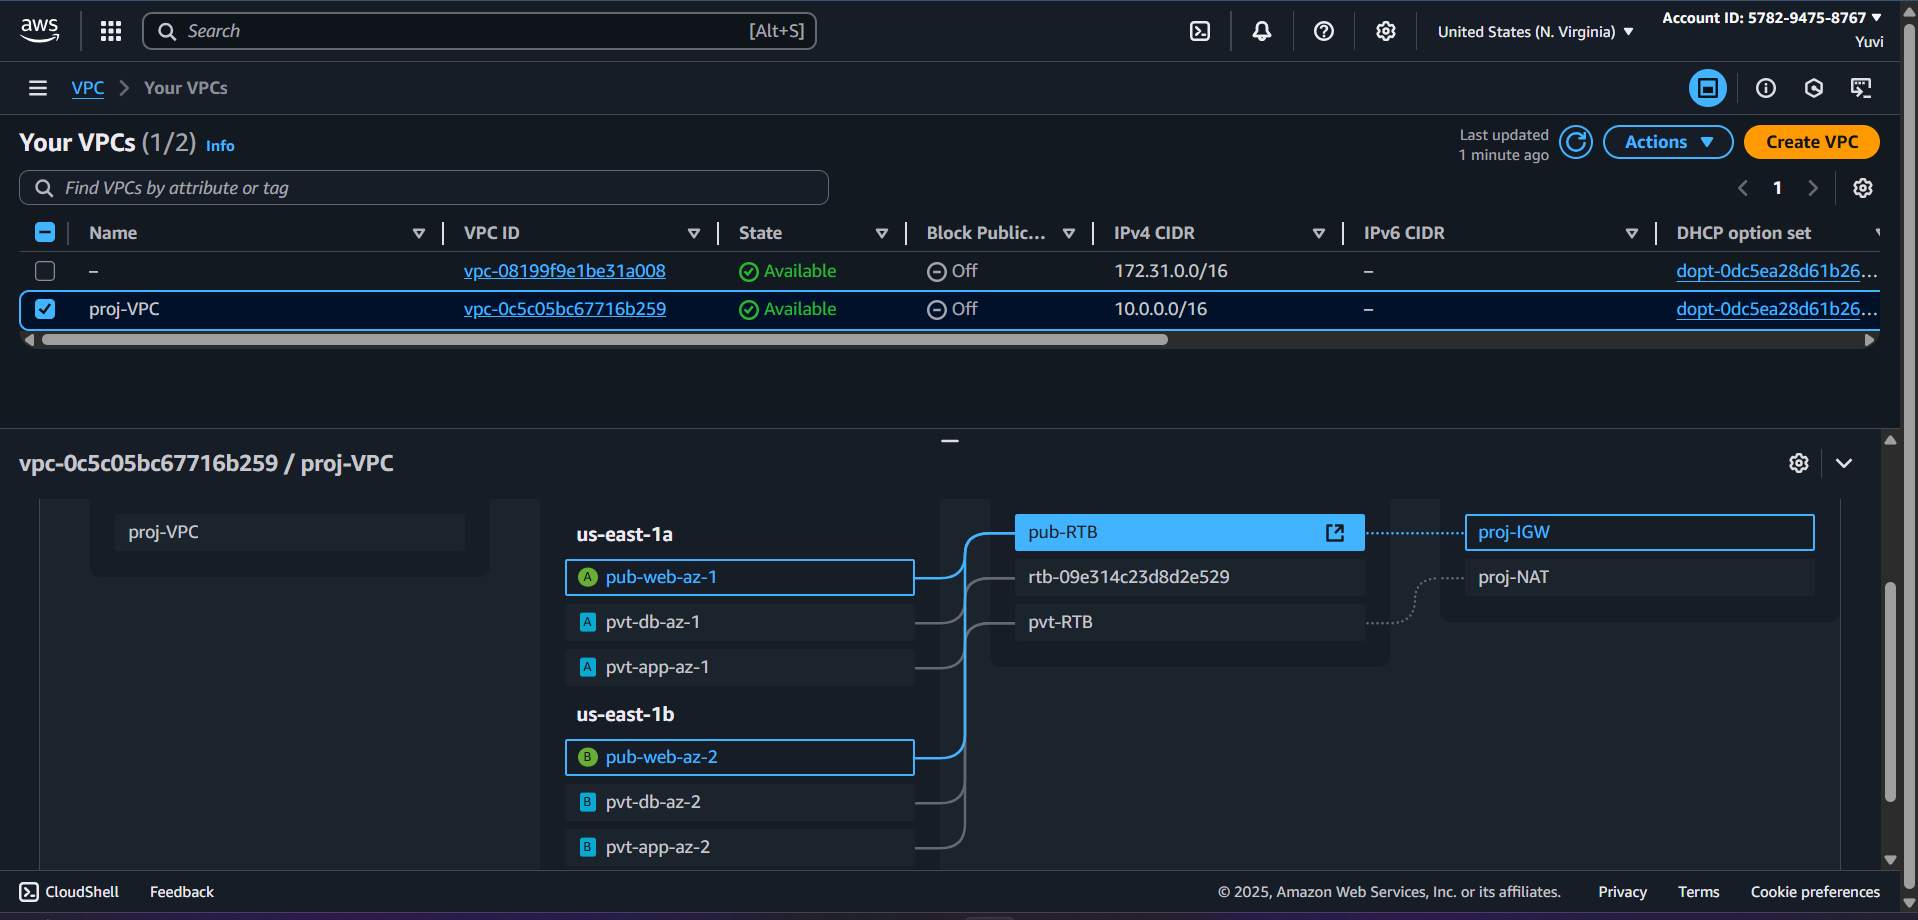 aws
Search [Alt+S]
United States (N. Virginia)
Account ID: 5782-9475-8767
Yuvi
VPC Your VPCs
Your VPCs (1/2) Info
Last updated
1 minute ago
Actions
Create VPC
Find VPCs by attribute or tag
1
Name VPC ID State Block Public... IPv4 CIDR IPv6 CIDR DHCP option set
– vpc-08199f9e1be31a008 Available Off 172.31.0.0/16 – dopt-0dc5ea28d61b26...
proj-VPC vpc-0c5c05bc67716b259 Available Off 10.0.0.0/16 – dopt-0dc5ea28d61b26...
vpc-0c5c05bc67716b259 / proj-VPC
proj-VPC
us-east-1a
A pub-web-az-1
A pvt-db-az-1
A pvt-app-az-1
us-east-1b
B pub-web-az-2
B pvt-db-az-2
B pvt-app-az-2
pub-RTB
rtb-09e314c23d8d2e529
pvt-RTB
proj-IGW
proj-NAT
CloudShell Feedback © 2025, Amazon Web Services, Inc. or its affiliates. Privacy Terms Cookie preferences